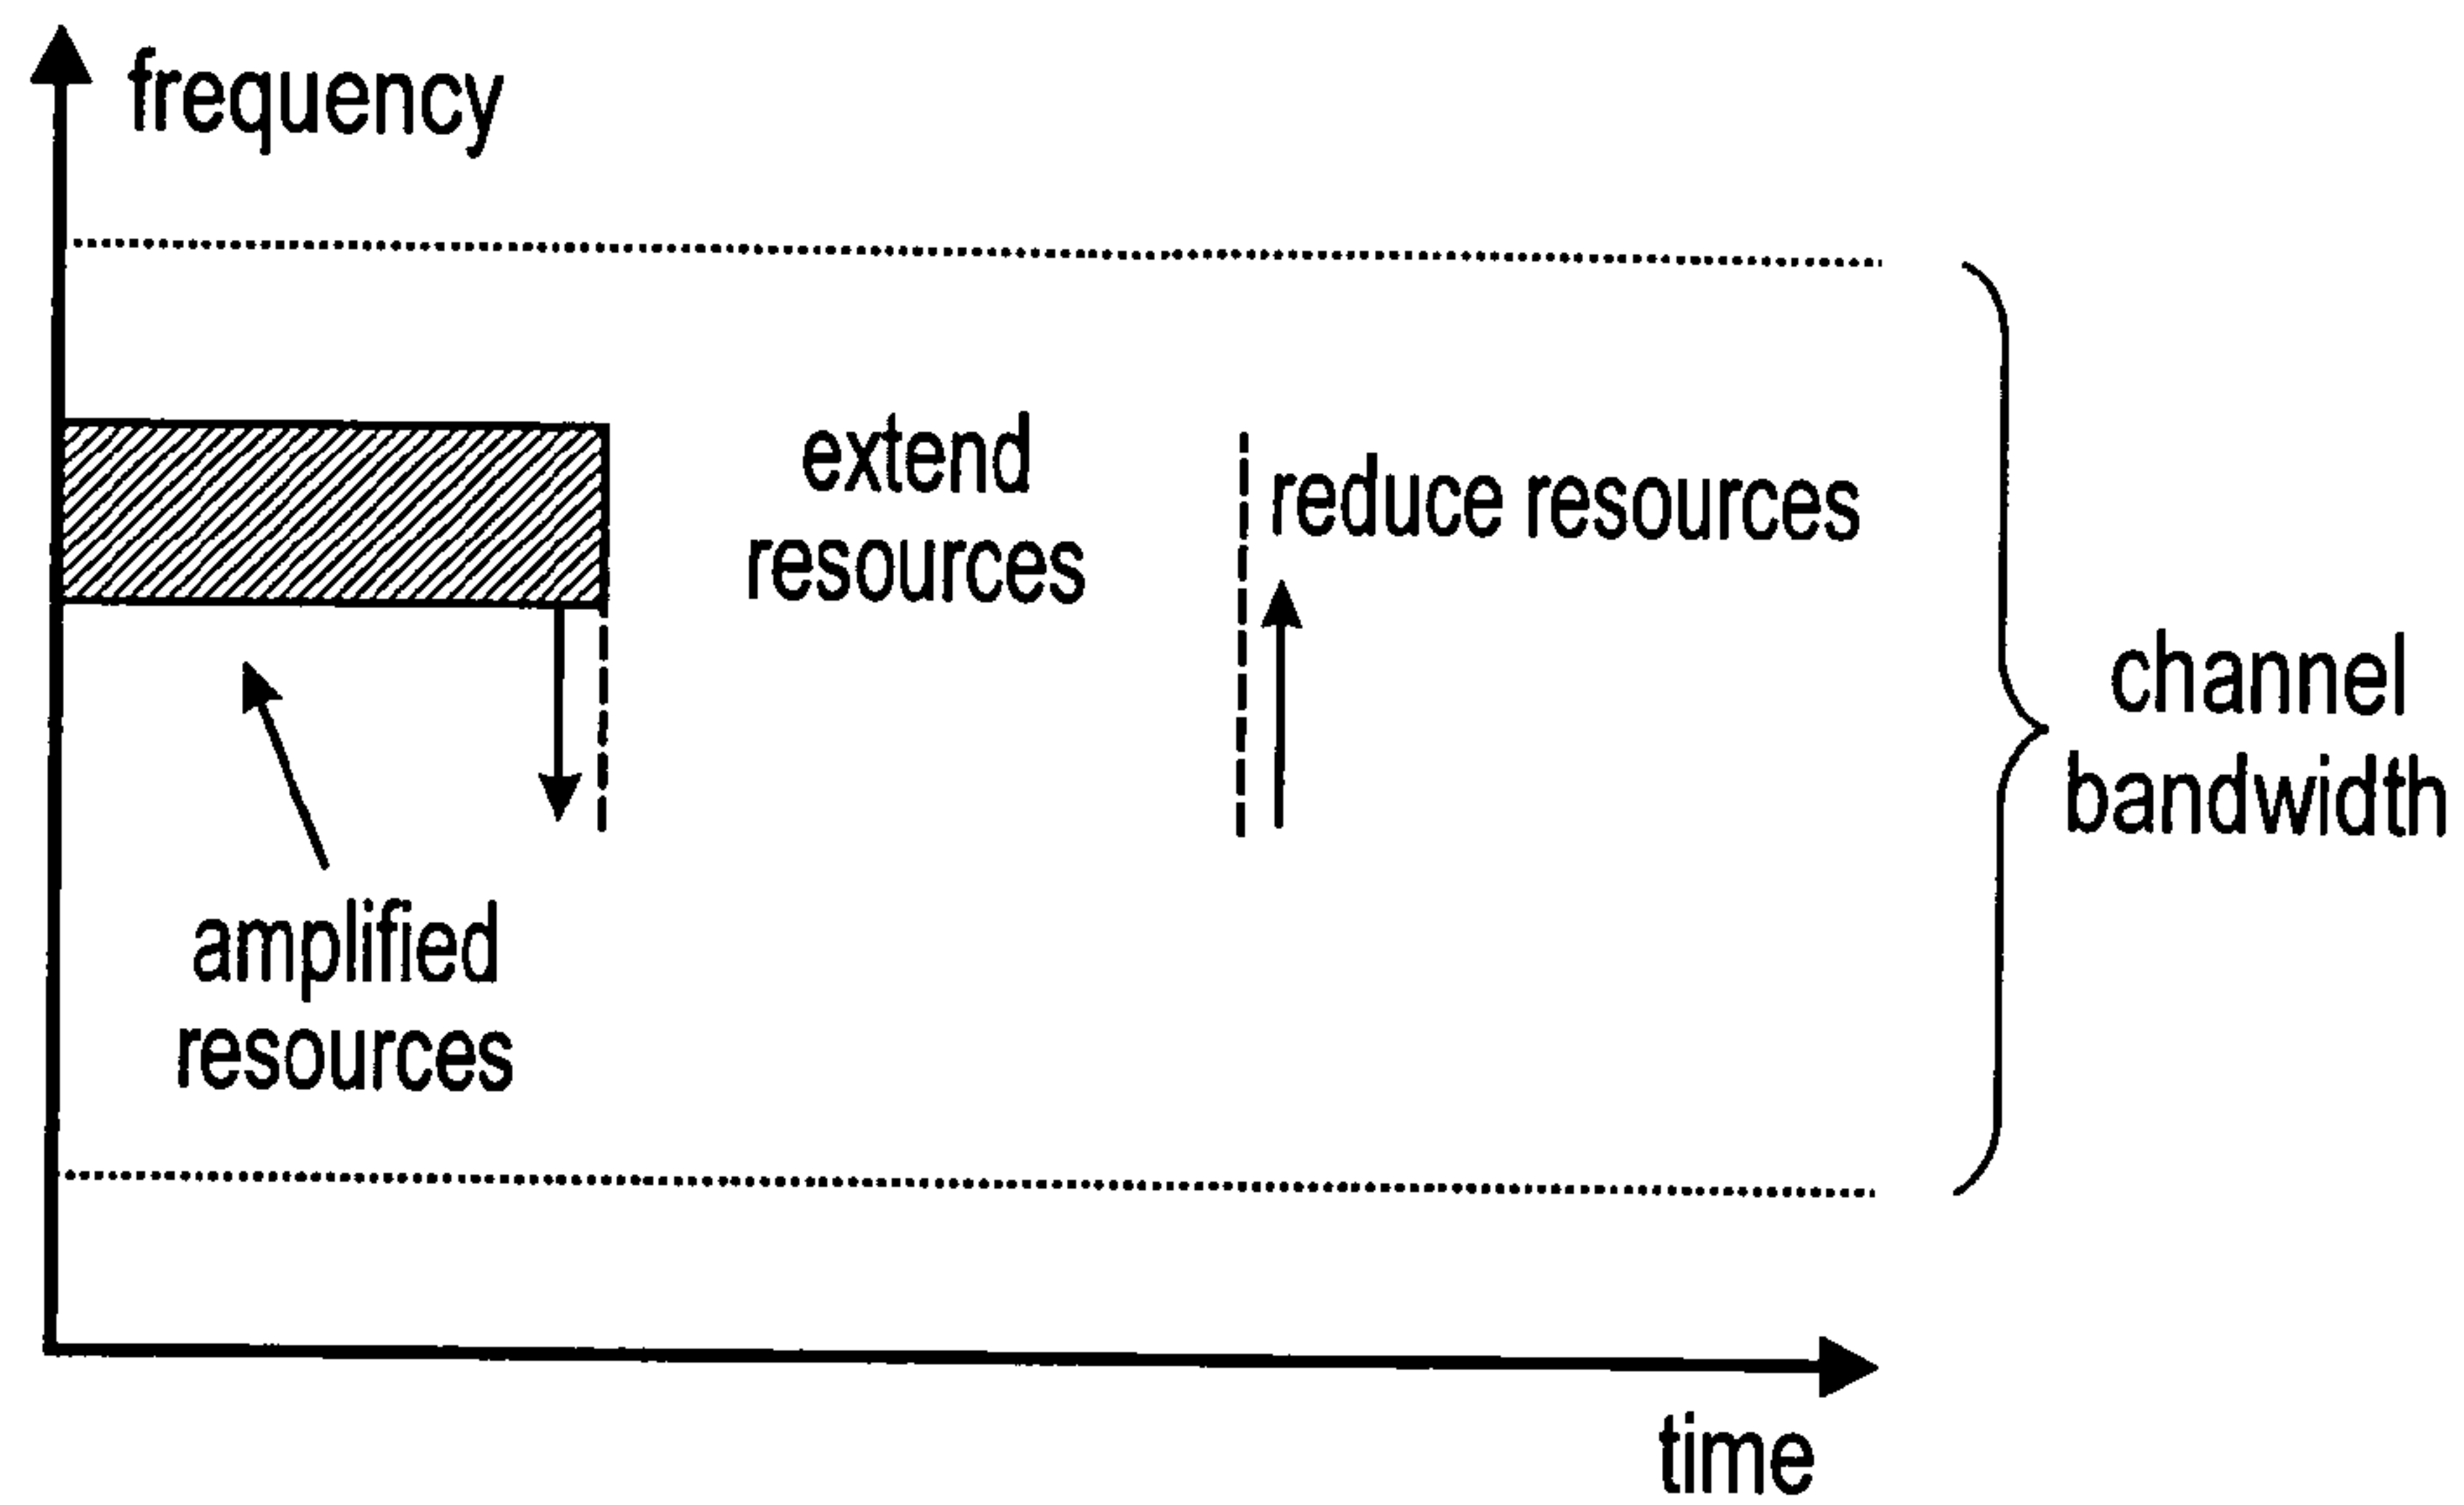 frequency
extend
resources
reduce resources
channel
bandwidth
amplified
resources
time